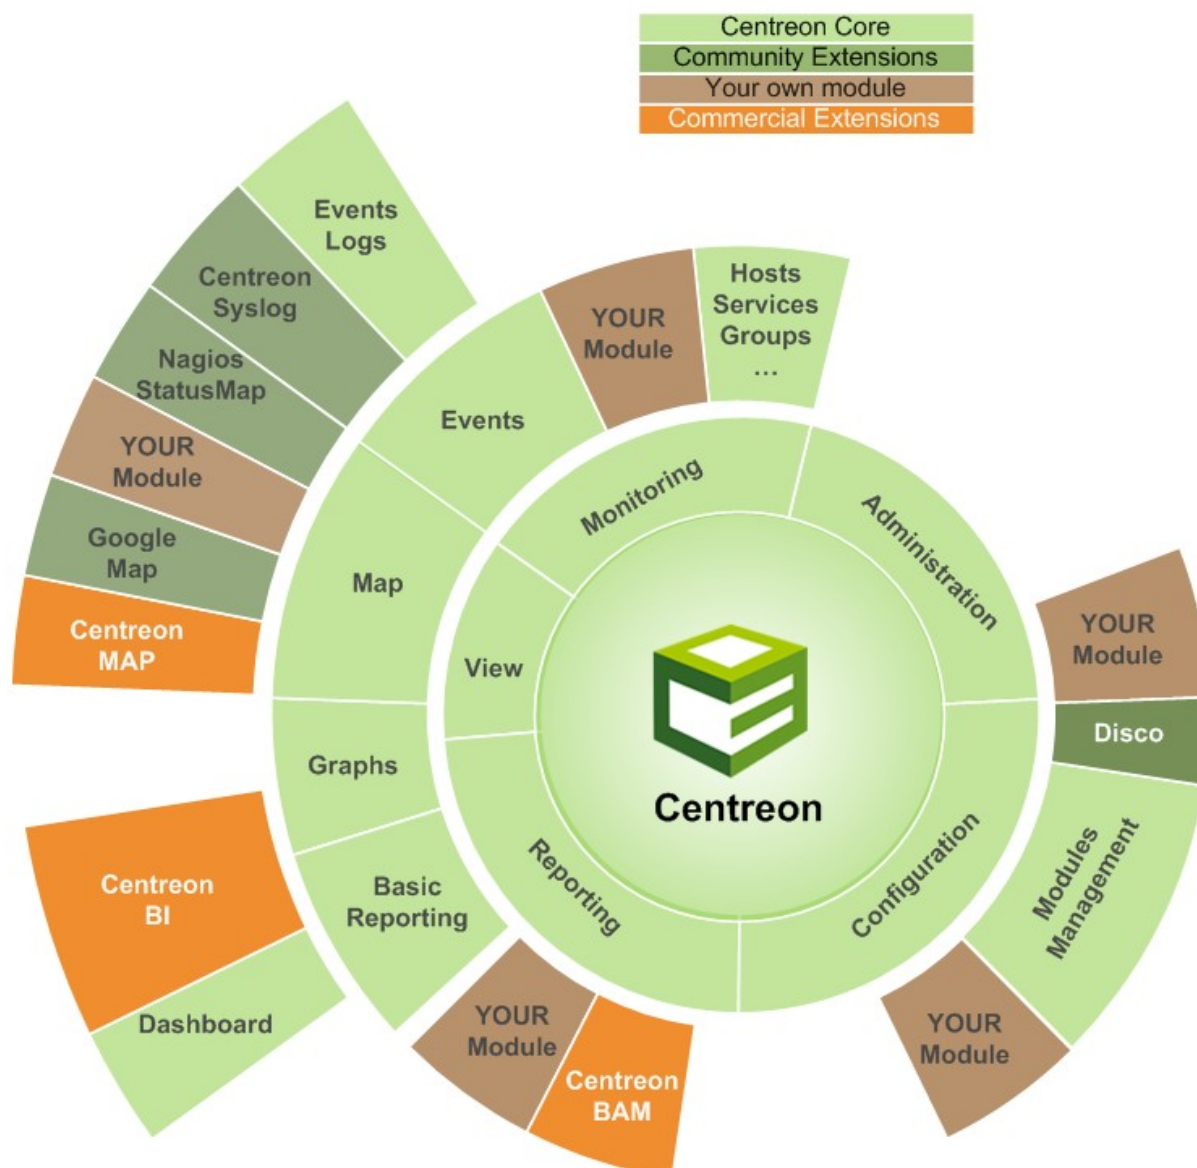 Centreon Core
Community Extensions
Your own module
Commercial Extensions
Events
Logs
Centreon
Syslog
Nagios
StatusMap
YOUR
Module
Google
Map
Centreon
MAP
Events
YOUR
Module
Hosts
Services
Groups
...
Map
Graphs
Basic
Reporting
Monitoring
Administration
View
Reporting
Configuration
Centreon
YOUR
Module
Disco
Modules
Management
YOUR
Module
Centreon
BI
Dashboard
YOUR
Module
Centreon
BAM